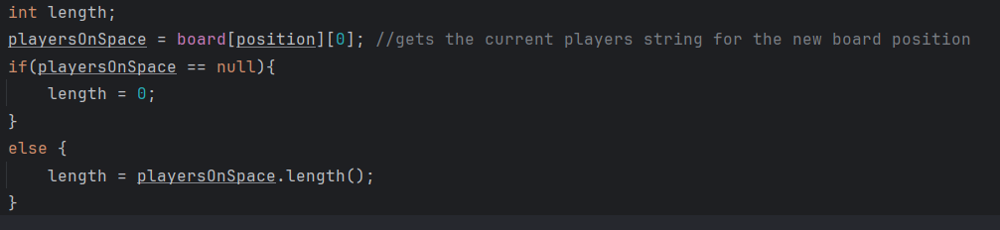 int length;
playersOnSpace = board[position][0]; //gets the current players string for the new board position
if(playersOnSpace == null){
    length = 0;
}
else {
    length = playersOnSpace.length();
}